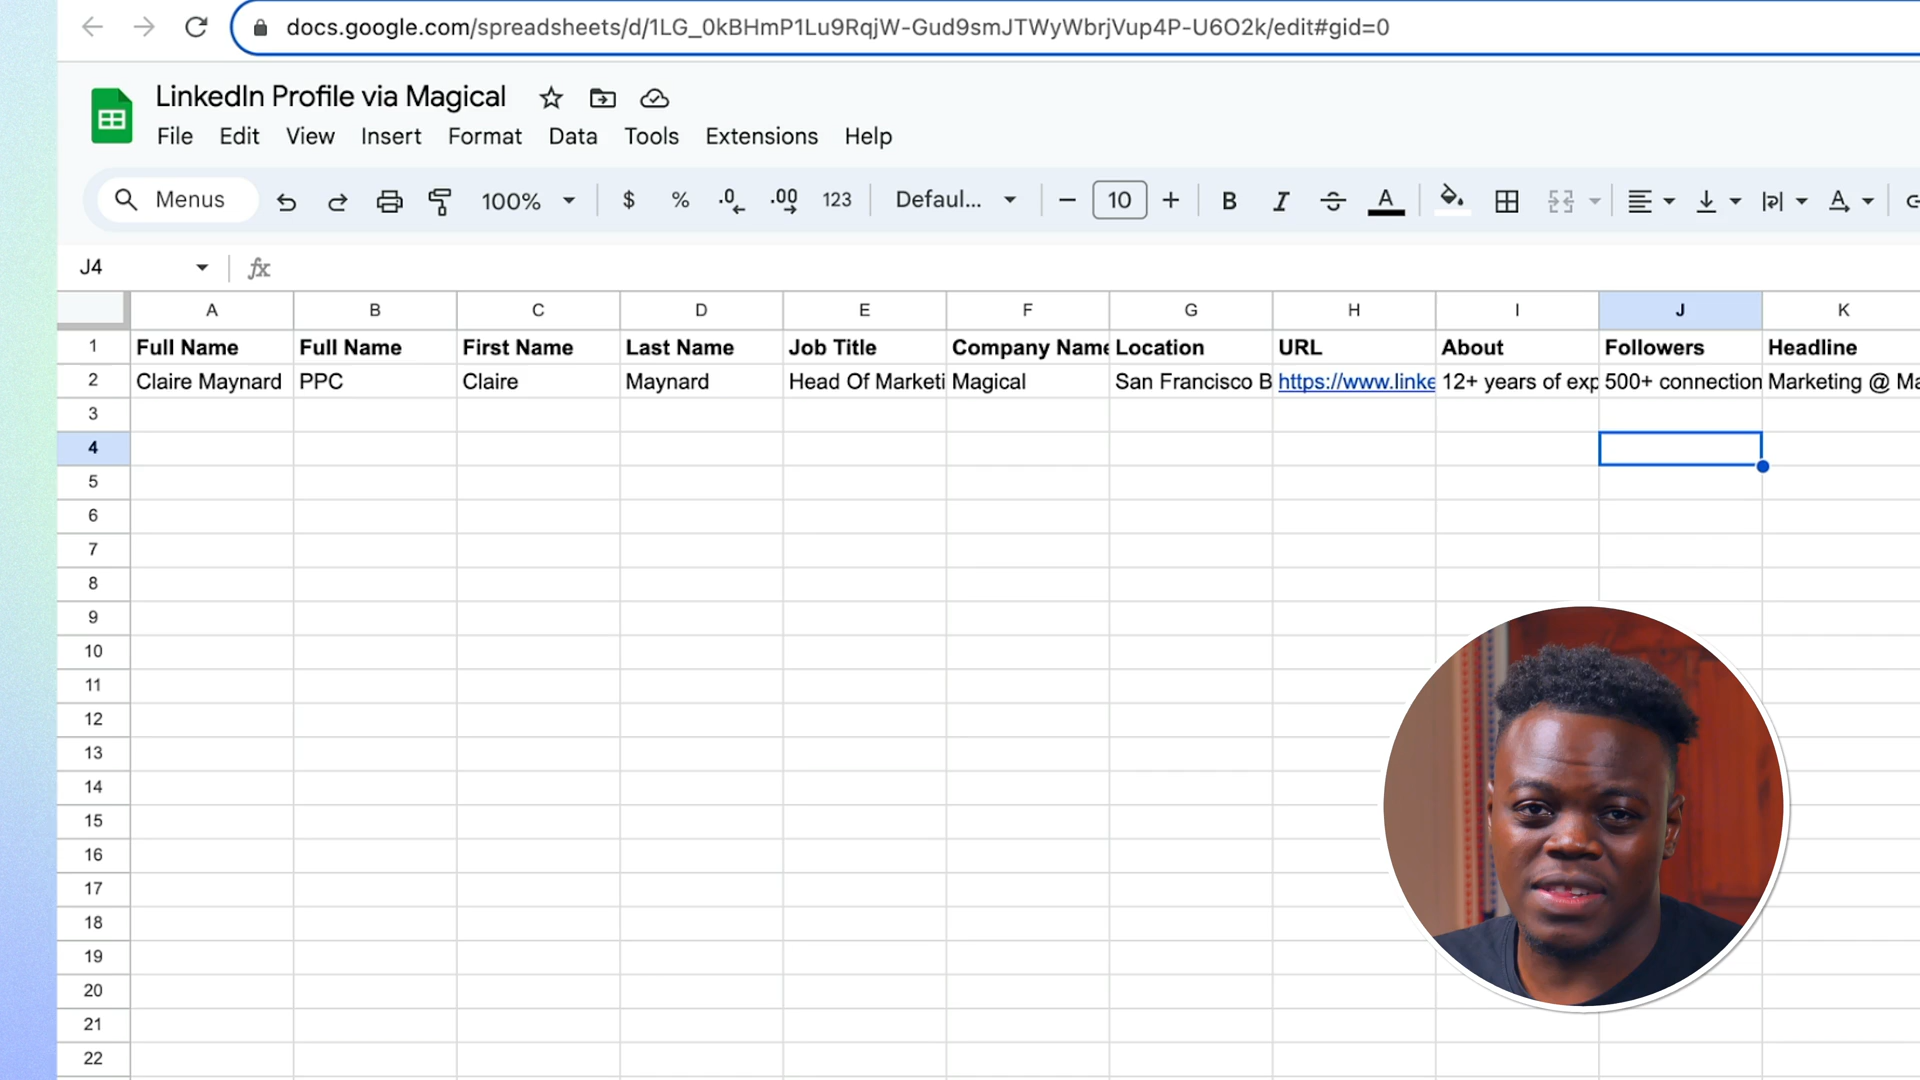 docs.google.com/spreadsheets/d/1LG_0kBHmP1Lu9RqjW-Gud9smJTWyWbrjVup4P-U6O2k/edit#gid=0
LinkedIn Profile via Magical
File Edit View Insert Format Data Tools Extensions Help
Menus 100% $ % .0 .00 123 Defaul... 10 B I A
J4 fx
A B C D E F G H I J K
1 Full Name Full Name First Name Last Name Job Title Company Name Location URL About Followers Headline
2 Claire Maynard PPC Claire Maynard Head Of Marketi Magical San Francisco B https://www.linke 12+ years of exp 500+ connection Marketing @ Ma
3
4
5
6
7
8
9
10
11
12
13
14
15
16
17
18
19
20
21
22